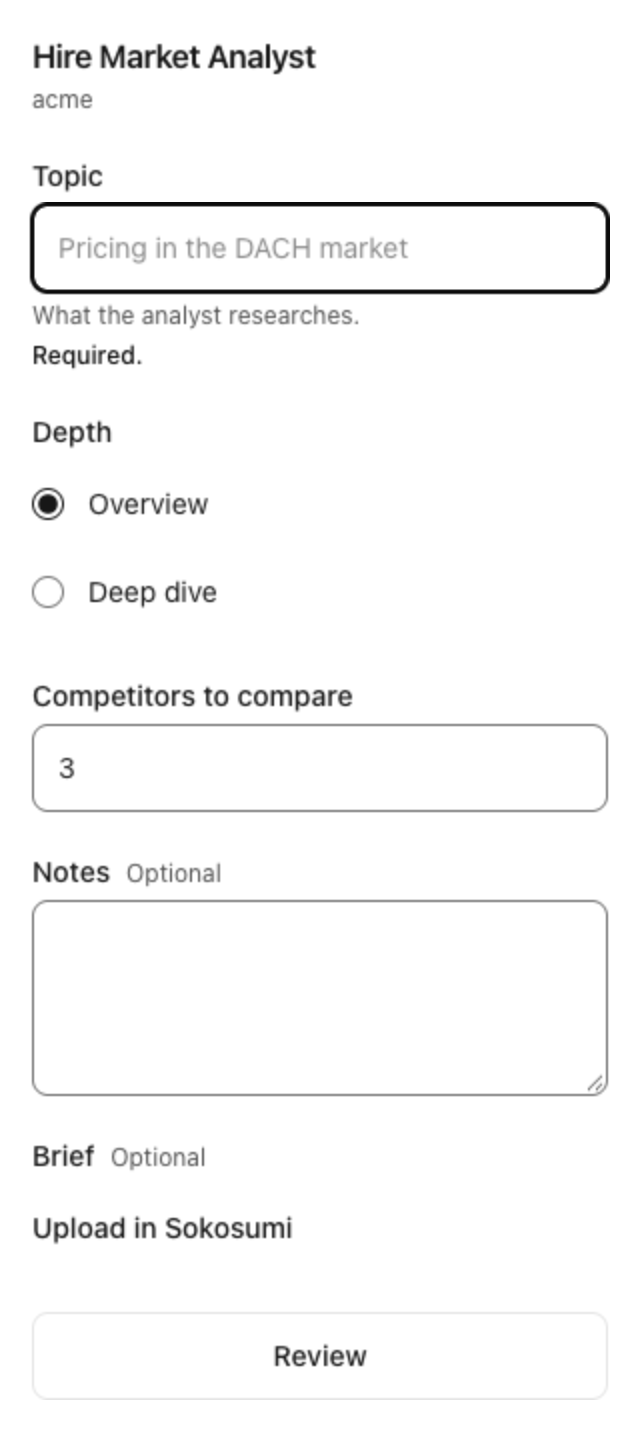 Hire Market Analyst
acme
Topic
Pricing in the DACH market
What the analyst researches.
Required.
Depth
Overview
Deep dive
Competitors to compare
3
Notes Optional
Brief Optional
Upload in Sokosumi
Review